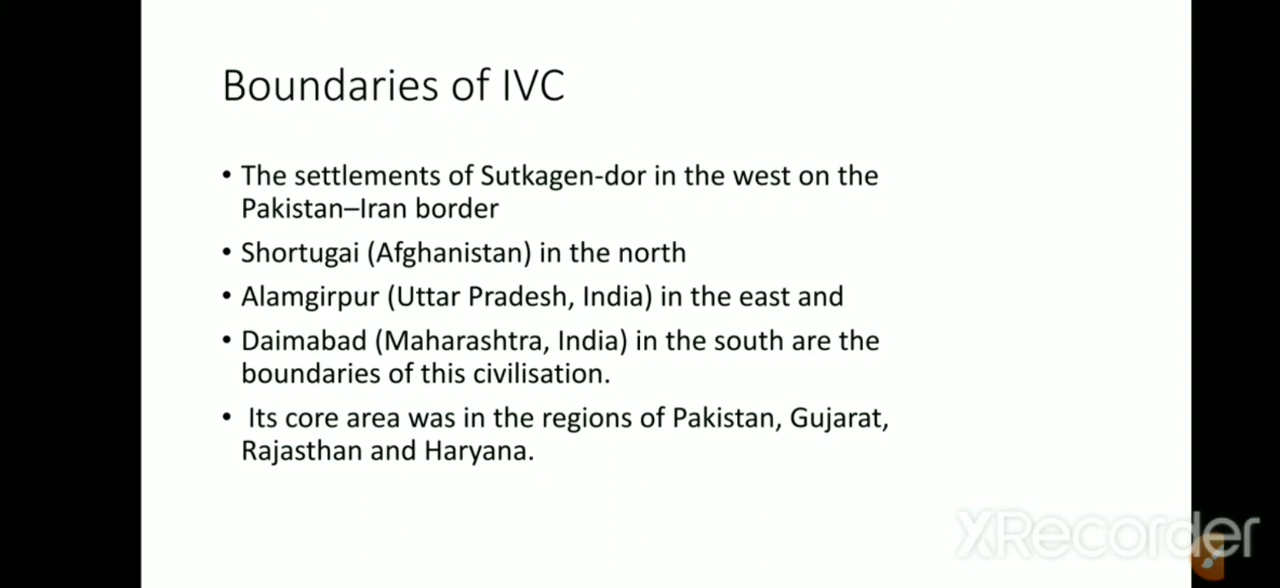 Boundaries of IVC
• The settlements of Sutkagen-dor in the west on the
Pakistan–Iran border
• Shortugai (Afghanistan) in the north
• Alamgirpur (Uttar Pradesh, India) in the east and
• Daimabad (Maharashtra, India) in the south are the
boundaries of this civilisation.
• Its core area was in the regions of Pakistan, Gujarat,
Rajasthan and Haryana.
XRecorder